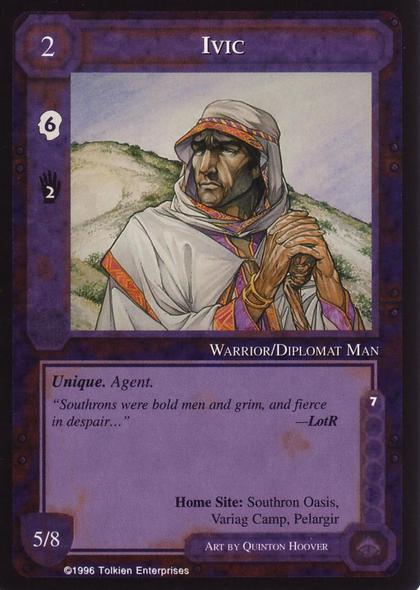 2
IVIC
6
2
WARRIOR/DIPLOMAT MAN
Unique. Agent.
"Southrons were bold men and grim, and fierce
in despair…" —LotR
7
Home Site: Southron Oasis,
Variag Camp, Pelargir
5/8
ART BY QUINTON HOOVER
©1996 Tolkien Enterprises